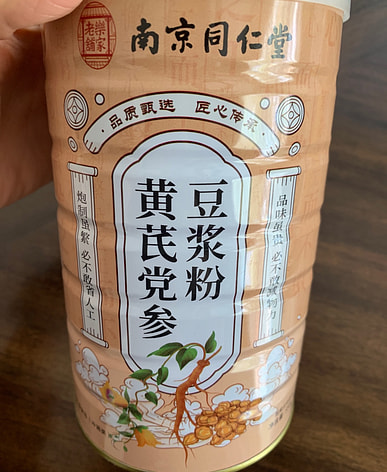 樂家老舖
南京同仁堂
·品质甄选 匠心传承·
品味虽贵 必不敢减物力
豆浆粉
黄芪党参
炮制虽繁 必不敢省人工